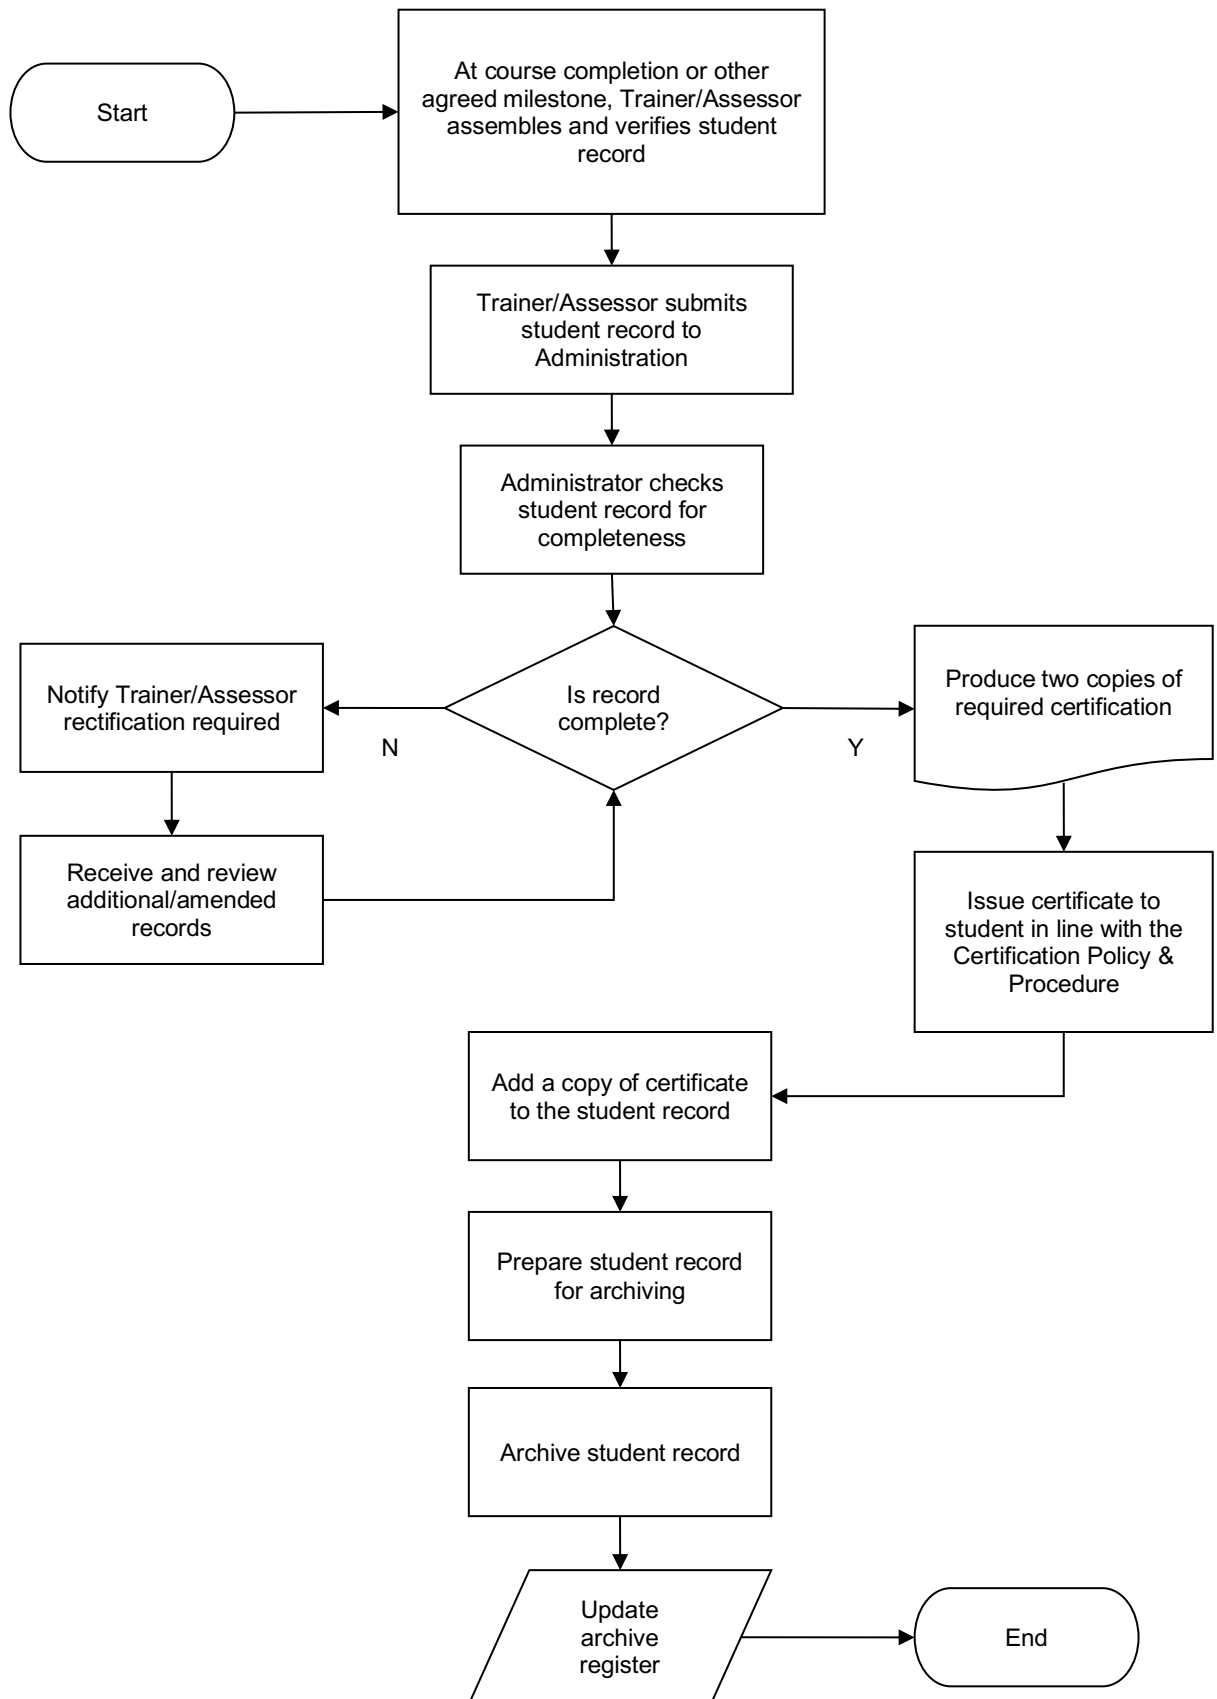 Start
At course completion or other
agreed milestone, Trainer/Assessor
assembles and verifies student
record
Trainer/Assessor submits
student record to
Administration
Administrator checks
student record for
completeness
Is record
complete?
N
Y
Notify Trainer/Assessor
rectification required
Receive and review
additional/amended
records
Produce two copies of
required certification
Issue certificate to
student in line with the
Certification Policy &
Procedure
Add a copy of certificate
to the student record
Prepare student record
for archiving
Archive student record
Update
archive
register
End